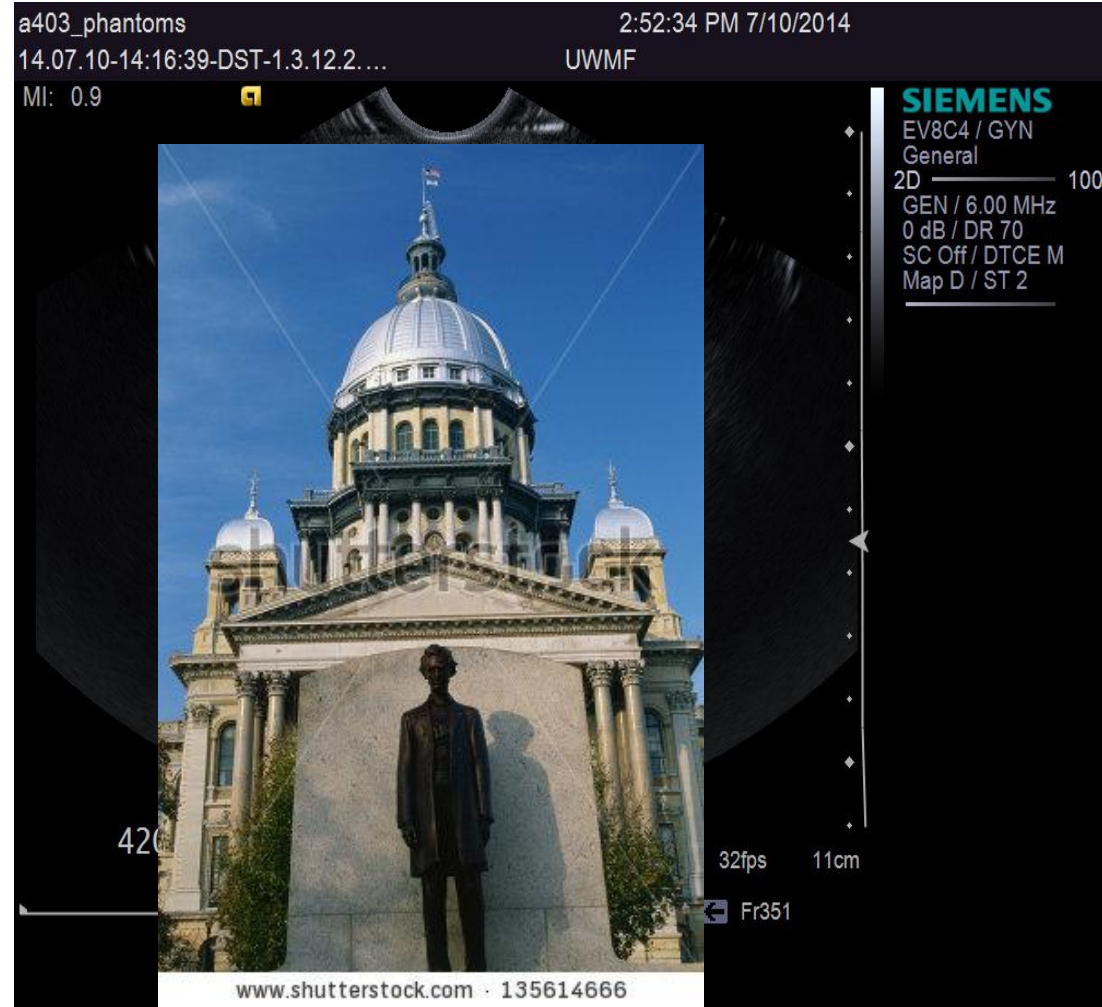 a403_phantoms 2:52:34 PM 7/10/2014
14.07.10-14:16:39-DST-1.3.12.2.... UWMF
MI: 0.9
SIEMENS
EV8C4 / GYN
General
2D 100
GEN / 6.00 MHz
0 dB / DR 70
SC Off / DTCE M
Map D / ST 2
shutterstock
420
32fps 11cm
Fr351
www.shutterstock.com · 135614666